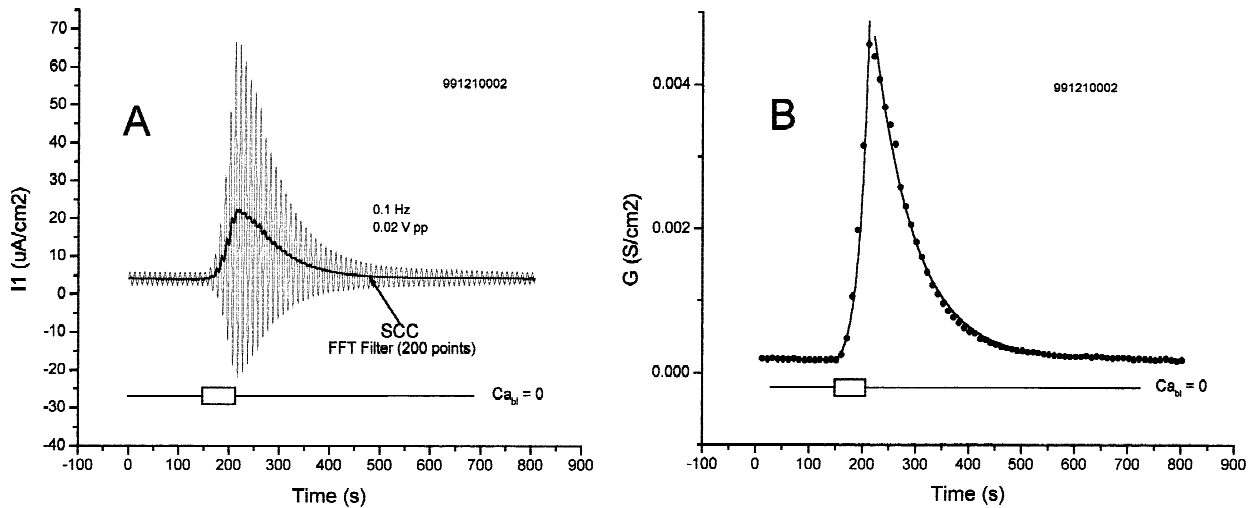 A
991210002
0.1 Hz
0.02 V pp
SCC
FFT Filter (200 points)
Ca_bl = 0
I1 (uA/cm2)
70
60
50
40
30
20
10
0
-10
-20
-30
-40
-100 0 100 200 300 400 500 600 700 800 900
Time (s)
B
991210002
Ca_bl = 0
G (S/cm2)
0.004
0.002
0.000
-100 0 100 200 300 400 500 600 700 800 900
Time (s)